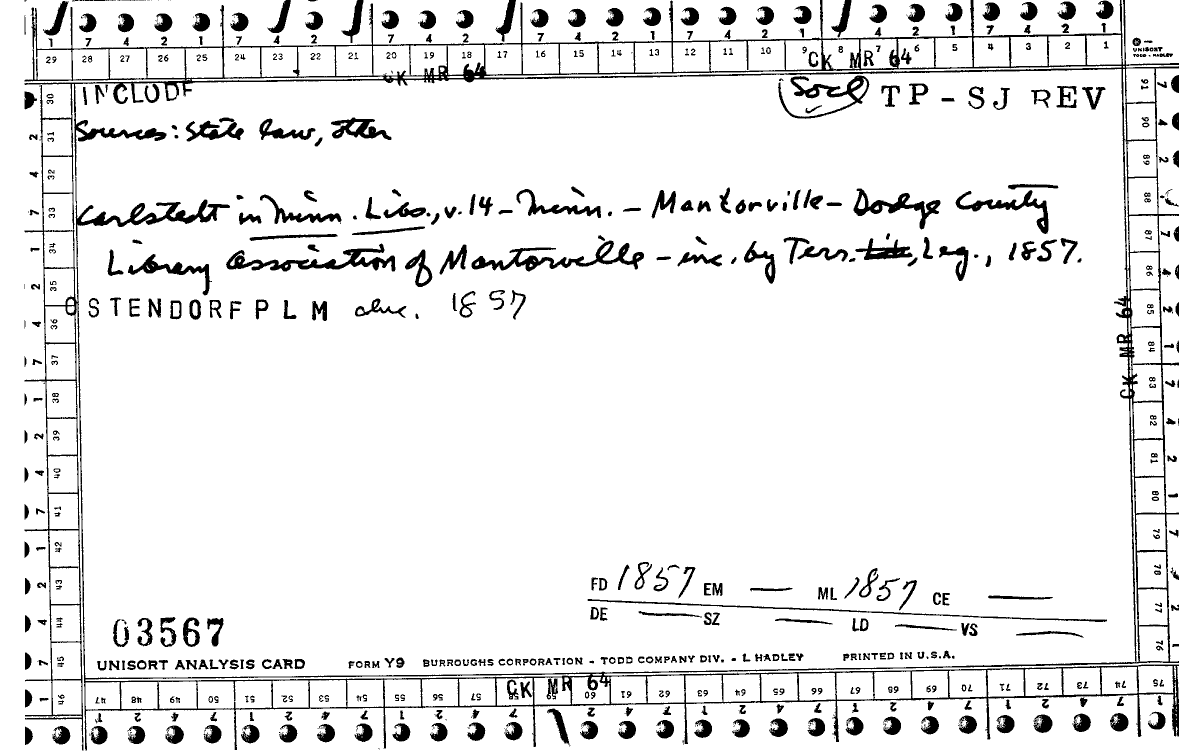 1 7 4 2 1 7 4 2 1 7 4 2 1 7 4 2 1 7 4 2 1 7 4 2 1 7 4 2 1
29 28 27 26 25 24 23 22 21 20 19 18 17 16 15 14 13 12 11 10 9 8 7 6 5 4 3 2 1
UNISORT
TODD - HADLEY
CK MR 64 CK MR 64
INCLUDE Socl TP-SJ REV
Sources: State law, other
Carlstedt in Minn. Libs., v.14 - Minn. - Mantorville - Dodge County
Library Association of Mantorville - inc. by Terr. Lib, Leg., 1857.
OSTENDORF PLM 1857
30 31 32 33 34 35 36 37 38 39 40 41 42 43 44 45 46
91 90 89 88 87 86 85 84 83 82 81 80 79 78 77 76
CK MR 64
FD 1857 EM — ML 1857 CE —
DE — SZ — LD — VS —
03567
UNISORT ANALYSIS CARD FORM Y9 BURROUGHS CORPORATION - TODD COMPANY DIV. - L HADLEY PRINTED IN U.S.A.
CK MR 64
47 48 49 50 51 52 53 54 55 56 57 58 59 60 61 62 63 64 65 66 67 68 69 70 71 72 73 74 75